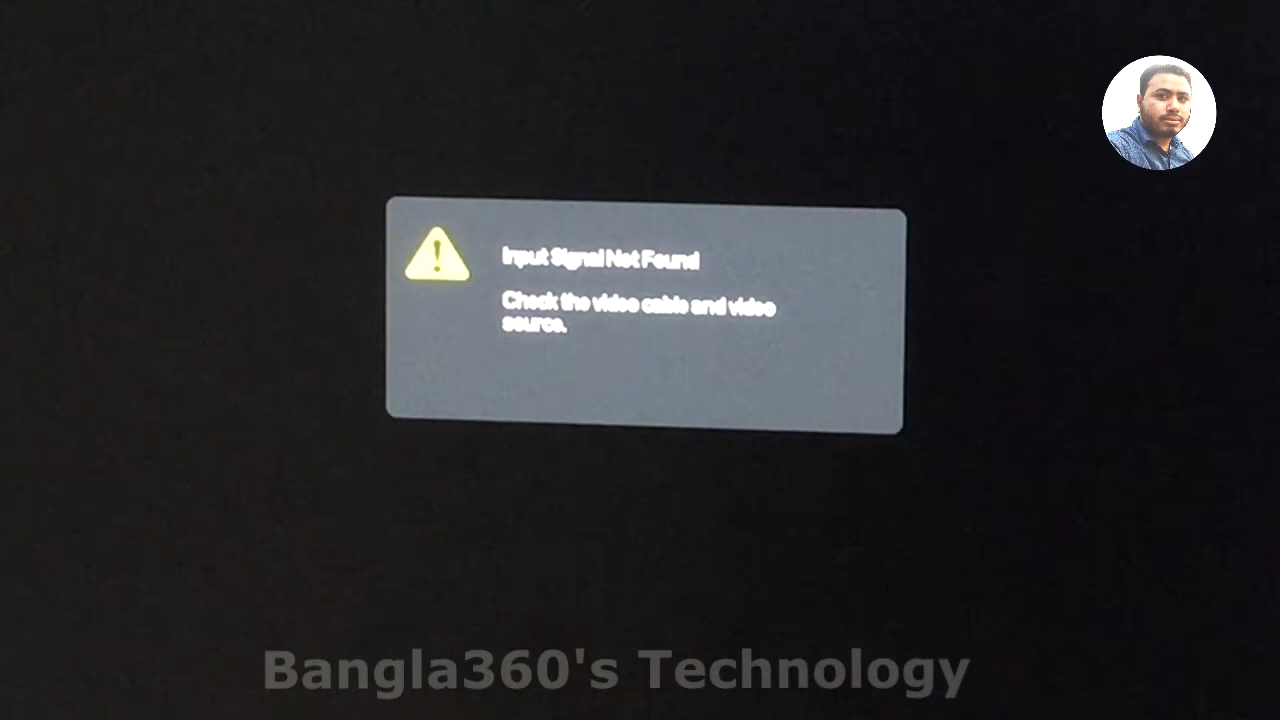 Input Signal Not Found
Check the video cable and video
source.
Bangla360's Technology